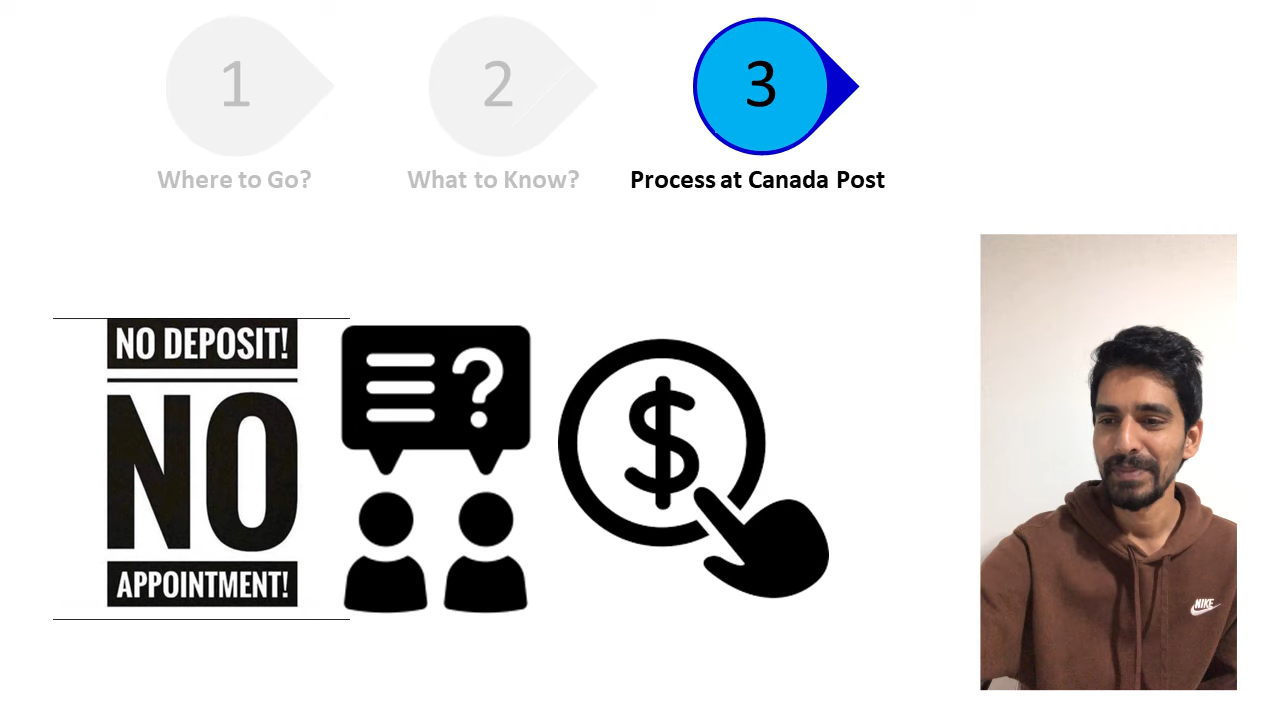 1
2
3
Where to Go?
What to Know?
Process at Canada Post
NO DEPOSIT!
NO
APPOINTMENT!
?
$
NIKE